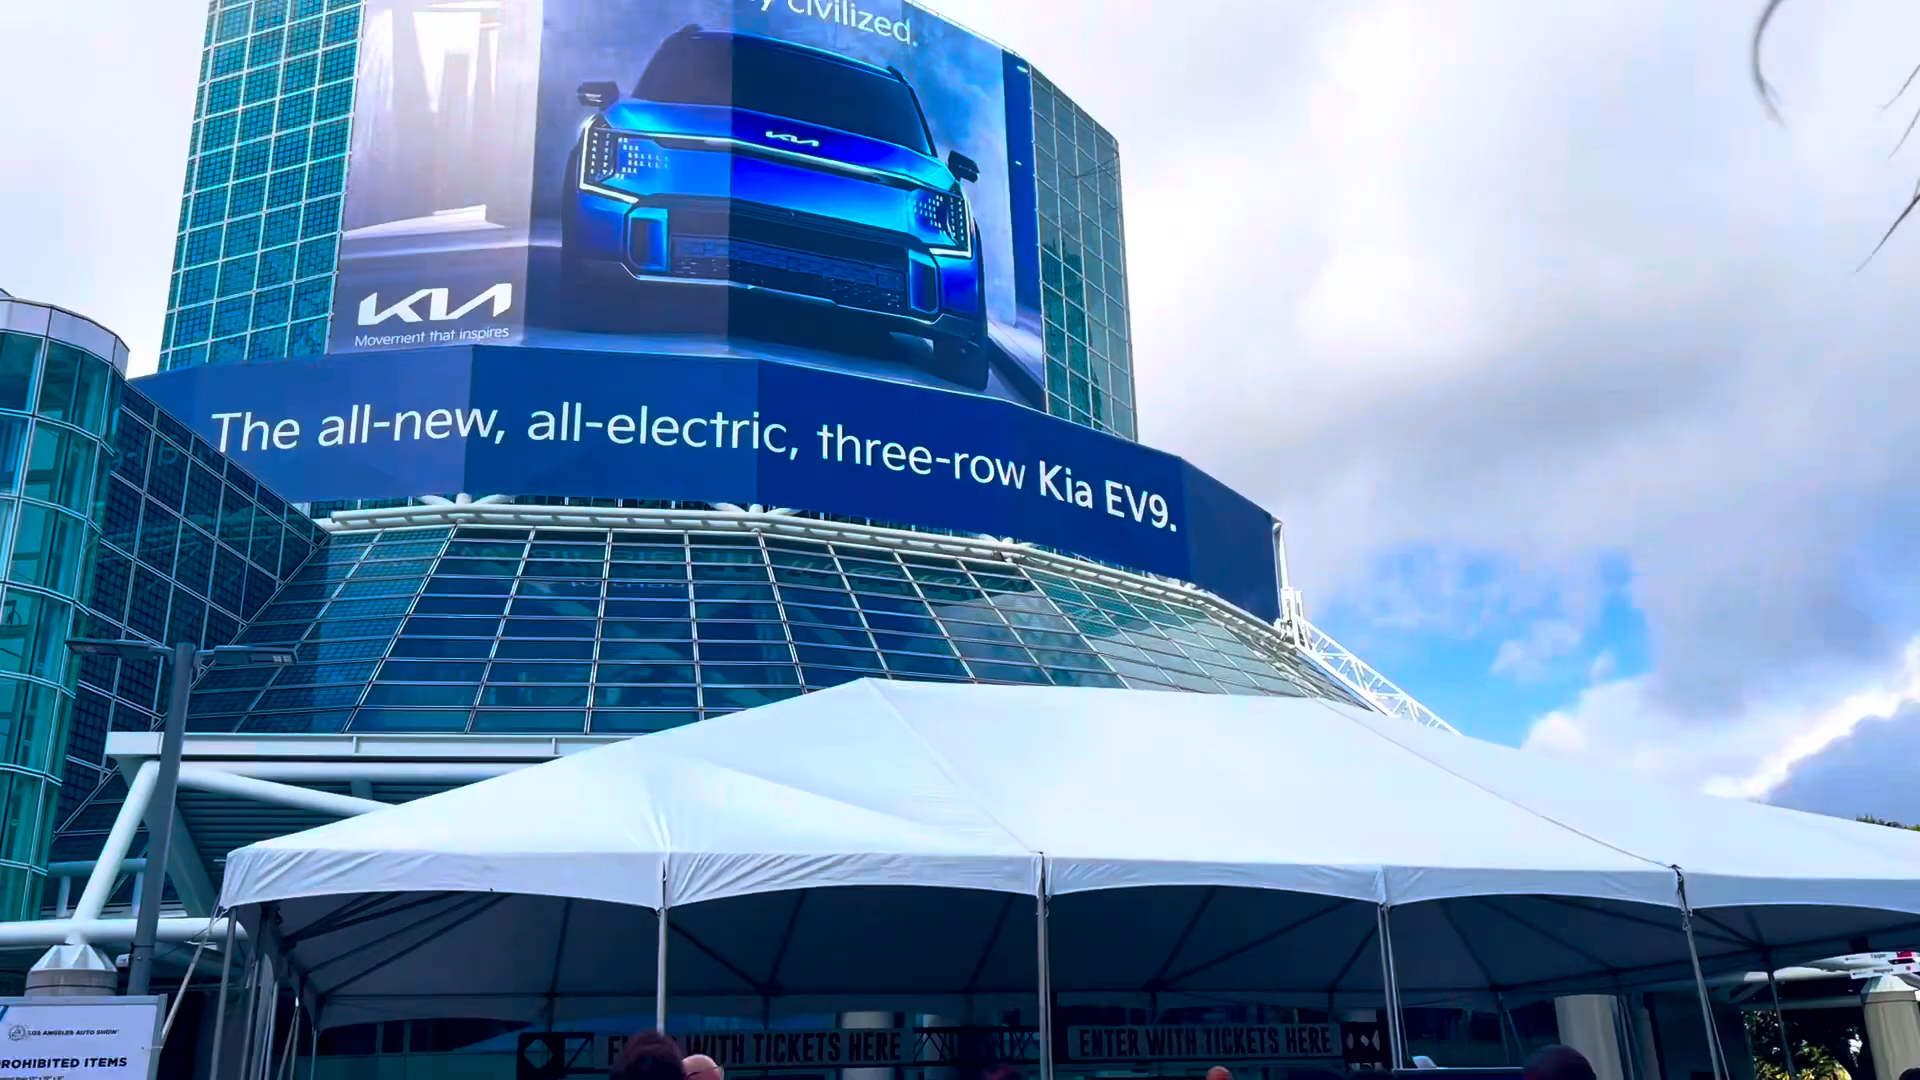 civilized.
KIA
Movement that inspires
The all-new, all-electric, three-row Kia EV9.
LOS ANGELES AUTO SHOW
PROHIBITED ITEMS
WITH TICKETS HERE
ENTER WITH TICKETS HERE